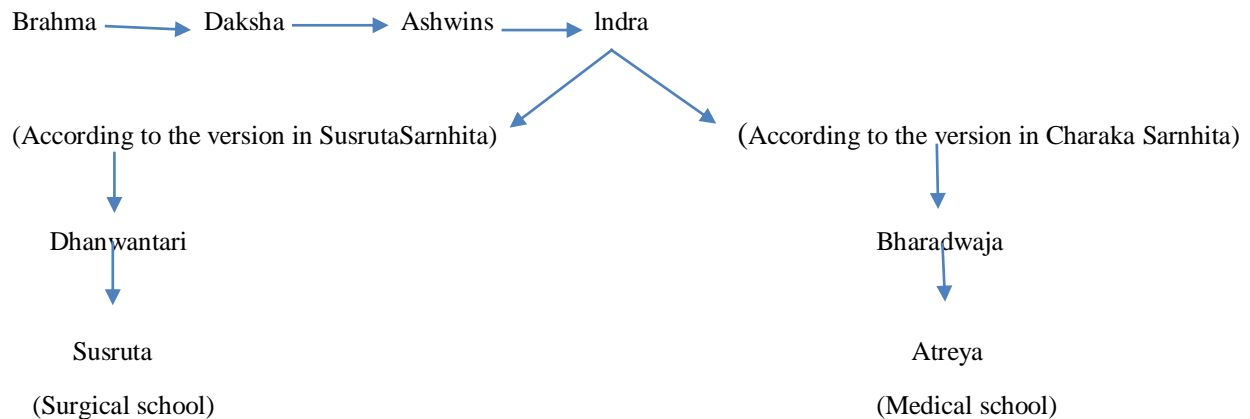 Brahma Daksha Ashwins lndra
(According to the version in SusrutaSarnhita) (According to the version in Charaka Sarnhita)
Dhanwantari Bharadwaja
Susruta Atreya
(Surgical school) (Medical school)